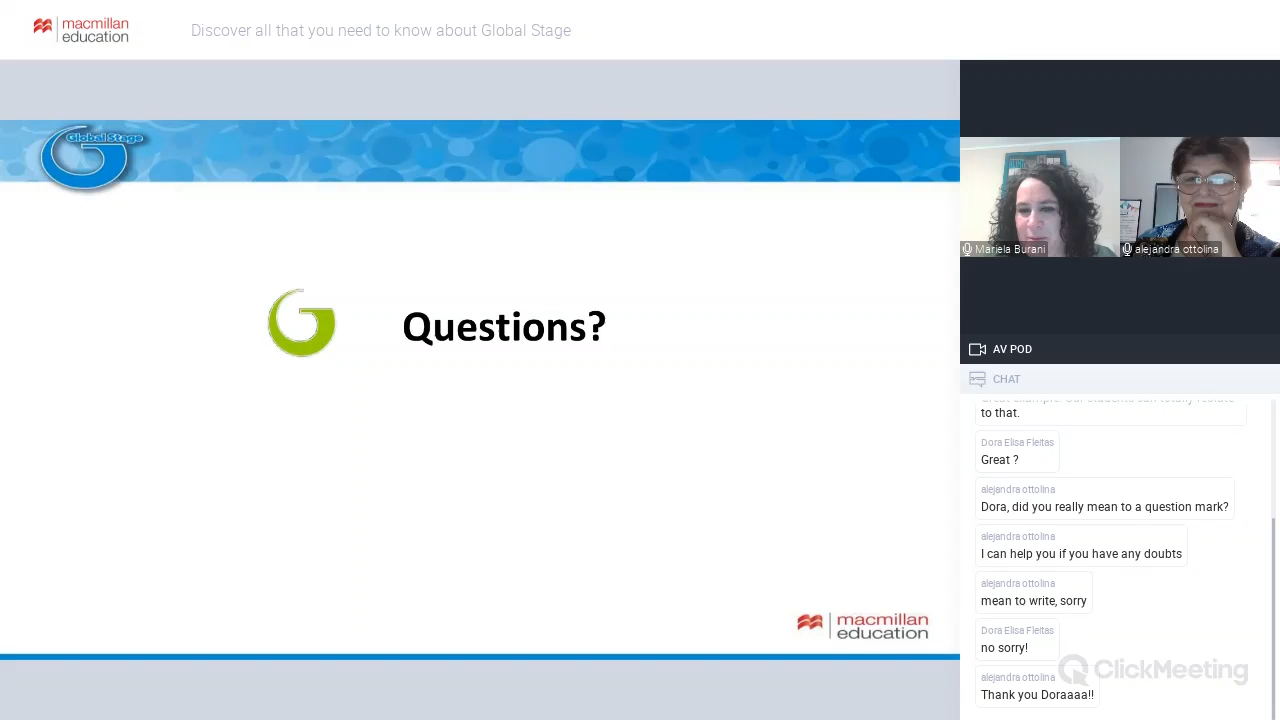 macmillan
education
Discover all that you need to know about Global Stage
Global Stage
Questions?
macmillan
education
Mariela Burani
alejandra ottolina
AV POD
CHAT
to that.
Dora Elisa Fleitas
Great ?
alejandra ottolina
Dora, did you really mean to a question mark?
alejandra ottolina
I can help you if you have any doubts
alejandra ottolina
mean to write, sorry
Dora Elisa Fleitas
no sorry!
ClickMeeting
alejandra ottolina
Thank you Doraaaa!!